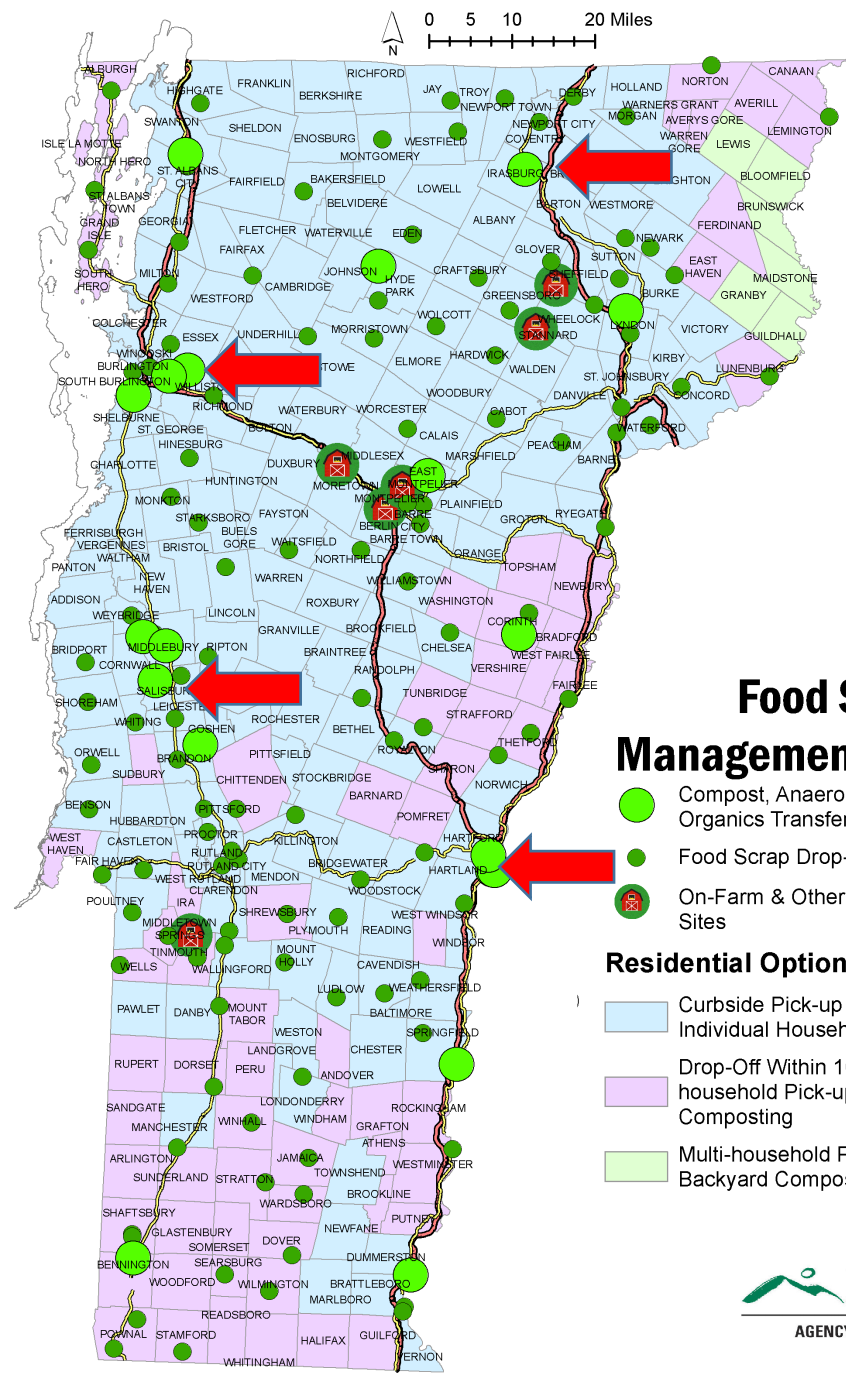 0 5 10 20 Miles
N
ALBURGH
HIGHGATE
FRANKLIN
RICHFORD
BERKSHIRE
JAY
TROY
NEWPORT TOWN
DERBY
HOLLAND
NORTON
CANAAN
SWANTON
SHELDON
ENOSBURG
MONTGOMERY
WESTFIELD
NEWPORT CITY
COVENTRY
MORGAN
WARNERS GRANT
AVERYS GORE
WARREN
GORE
AVERILL
LEMINGTON
LEWIS
ISLE LA MOTTE
NORTH HERO
ST. ALBANS
CITY
ST. ALBANS
TOWN
FAIRFIELD
BAKERSFIELD
BELVIDERE
LOWELL
IRASBURG
BR
GHTON
BLOOMFIELD
BRUNSWICK
GRAND
ISLE
GEORGIA
FLETCHER
WATERVILLE
EDEN
ALBANY
BARTON
WESTMORE
FERDINAND
FAIRFAX
JOHNSON
HYDE
PARK
CRAFTSBURY
GLOVER
SUTTON
NEWARK
EAST
HAVEN
MAIDSTONE
SOUTH
HERO
MILTON
WESTFORD
CAMBRIDGE
GREENSBORO
SHEFFIELD
BURKE
GRANBY
COLCHESTER
ESSEX
UNDERHILL
MORRISTOWN
WOLCOTT
WHEELOCK
STANNARD
LYNDON
VICTORY
GUILDHALL
WINOOSKI
BURLINGTON
SOUTH BURLINGTON
WILLIST
TOWE
ELMORE
HARDWICK
WALDEN
KIRBY
LUNENBURG
SHELBURNE
RICHMOND
WATERBURY
WORCESTER
WOODBURY
CABOT
DANVILLE
ST. JOHNSBURY
CONCORD
ST. GEORGE
BOLTON
CALAIS
PEACHAM
WATERFORD
CHARLOTTE
HINESBURG
DUXBURY
MIDDLESEX
EAST
MONTPELIER
MARSHFIELD
BARNET
HUNTINGTON
MORETOWN
MONTPELIER
PLAINFIELD
MONKTON
STARKSBORO
FAYSTON
BERLIN
BARRE
CITY
GROTON
RYEGATE
FERRISBURGH
VERGENNES
WALTHAM
BUELS
GORE
WAITSFIELD
NORTHFIELD
BARRE TOWN
ORANGE
TOPSHAM
PANTON
BRISTOL
NEW
HAVEN
WARREN
WILLIAMSTOWN
NEWBURY
ADDISON
LINCOLN
ROXBURY
WASHINGTON
WEYBRIDGE
GRANVILLE
BROOKFIELD
CORINTH
BRADFORD
BRIDPORT
MIDDLEBURY
RIPTON
BRAINTREE
CHELSEA
WEST FAIRLEE
CORNWALL
RANDOLPH
VERSHIRE
SALISBUR
FAIRLEE
SHOREHAM
WHITING
LEICESTE
ROCHESTER
TUNBRIDGE
STRAFFORD
GOSHEN
BETHEL
THETFORD
ORWELL
BRANDON
PITTSFIELD
ROYALTON
SHARON
SUDBURY
CHITTENDEN
STOCKBRIDGE
NORWICH
BENSON
PITTSFORD
BARNARD
HUBBARDTON
POMFRET
CASTLETON
PROCTOR
KILLINGTON
HARTFORD
WEST
HAVEN
RUTLAND
RUTLAND CITY
BRIDGEWATER
HARTLAND
FAIR HAVEN
WEST RUTLAND
MENDON
WOODSTOCK
CLARENDON
POULTNEY
IRA
SHREWSBURY
WEST WINDSOR
MIDDLETOWN
SPRINGS
PLYMOUTH
READING
WINDSOR
TINMOUTH
MOUNT
HOLLY
WELLS
WALLINGFORD
CAVENDISH
LUDLOW
WEATHERSFIELD
PAWLET
DANBY
MOUNT
TABOR
BALTIMORE
WESTON
SPRINGFIELD
LANDGROVE
CHESTER
RUPERT
DORSET
PERU
ANDOVER
SANDGATE
LONDONDERRY
ROCKINGHAM
MANCHESTER
WINHALL
WINDHAM
GRAFTON
ATHENS
ARLINGTON
JAMAICA
WESTMINSTER
SUNDERLAND
STRATTON
TOWNSHEND
WARDSBORO
BROOKLINE
SHAFTSBURY
PUTNEY
GLASTENBURY
NEWFANE
SOMERSET
DOVER
DUMMERSTON
BENNINGTON
SEARSBURG
WOODFORD
WILMINGTON
BRATTLEBORO
MARLBORO
READSBORO
POWNAL
STAMFORD
HALIFAX
GUILFORD
WHITINGHAM
VERNON
Food S
Managemen
Compost, Anaero
Organics Transfe
Food Scrap Drop-
On-Farm & Other
Sites
Residential Option
)
Curbside Pick-up
Individual Househ
Drop-Off Within 1
household Pick-up
Composting
Multi-household P
Backyard Compos
AGENCY